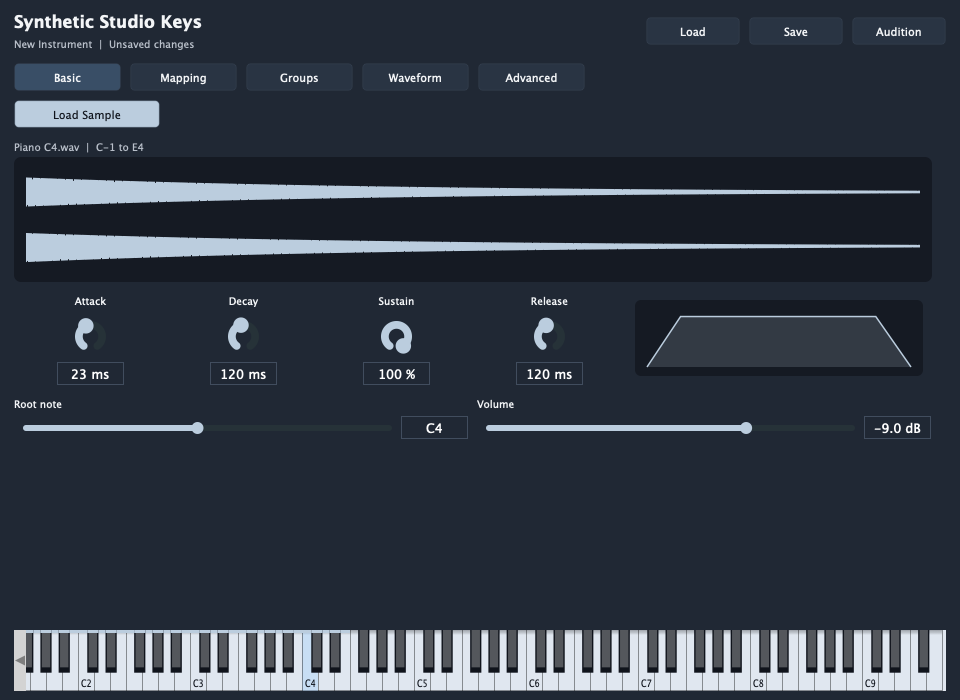 Synthetic Studio Keys
New Instrument | Unsaved changes
Load Save Audition
Basic Mapping Groups Waveform Advanced
Load Sample
Piano C4.wav | C-1 to E4
Attack Decay Sustain Release
23 ms 120 ms 100 % 120 ms
Root note Volume
C4 -9.0 dB
C2 C3 C4 C5 C6 C7 C8 C9